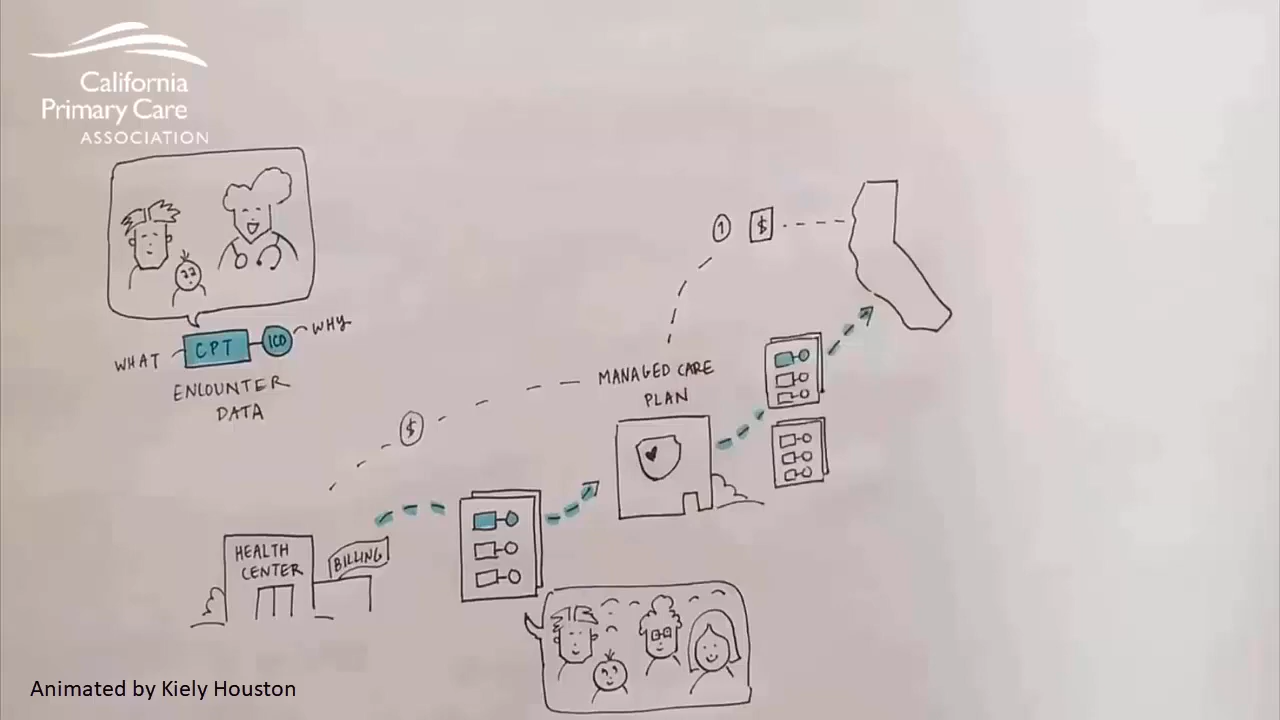 California
Primary Care
ASSOCIATION
WHAT
CPT
ICD
WHY
ENCOUNTER
DATA
$
1
$
MANAGED CARE
PLAN
HEALTH
CENTER
BILLING
Animated by Kiely Houston